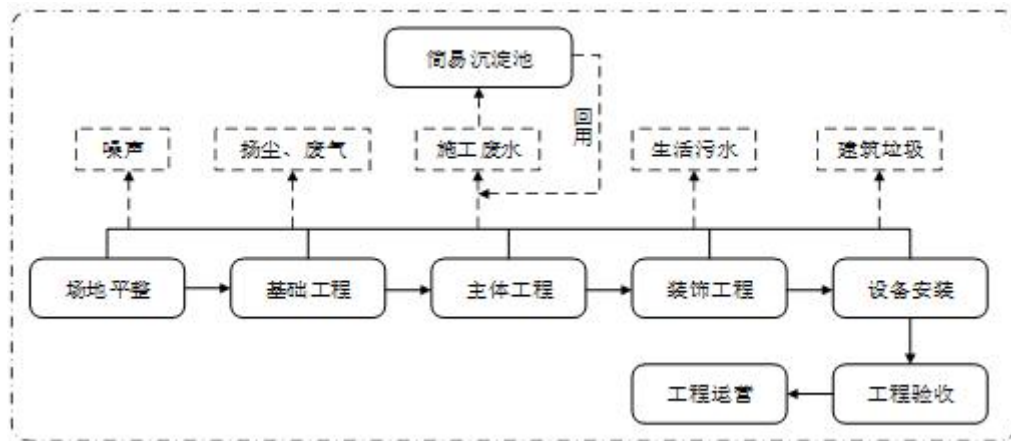 简易沉淀池
回用
噪声
扬尘、废气
施工废水
生活污水
建筑垃圾
场地平整
基础工程
主体工程
装饰工程
设备安装
工程运营
工程验收